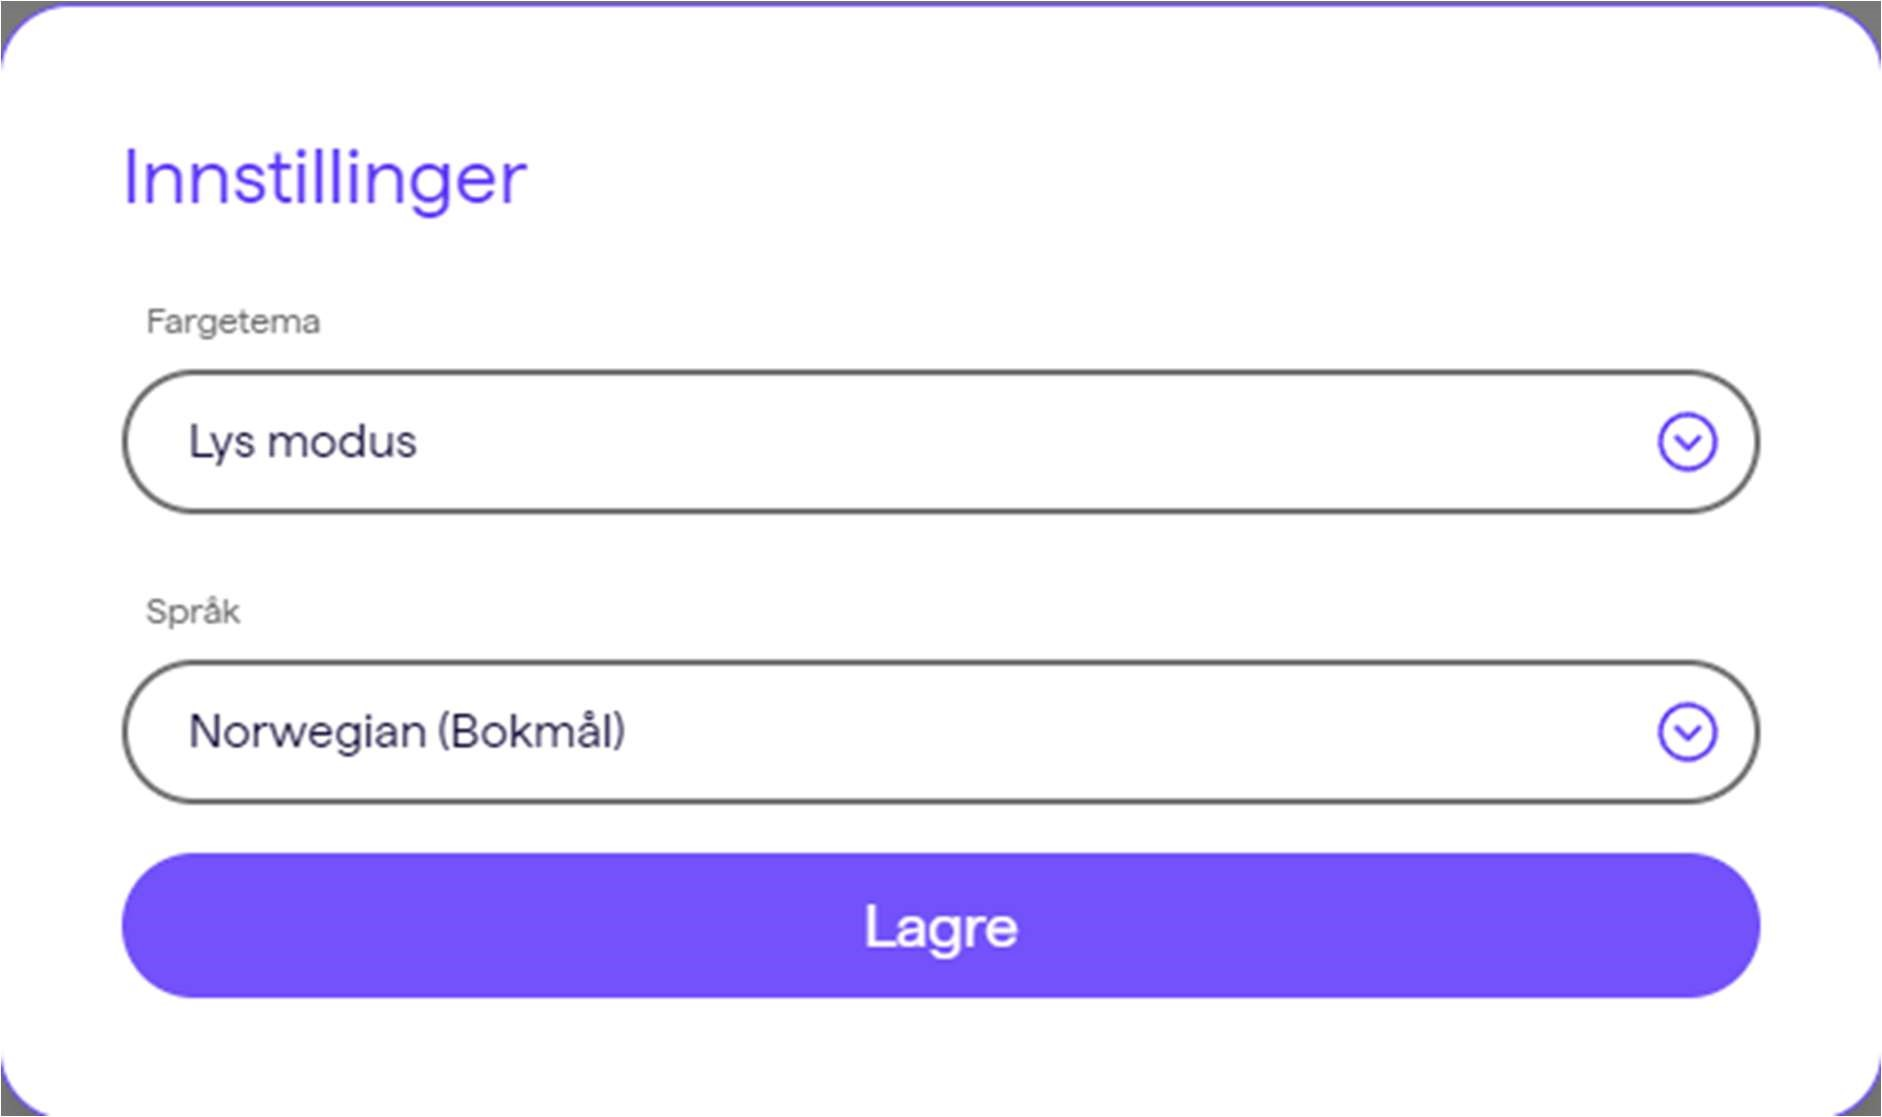 Innstillinger
Fargetema
Lys modus
Språk
Norwegian (Bokmål)
Lagre